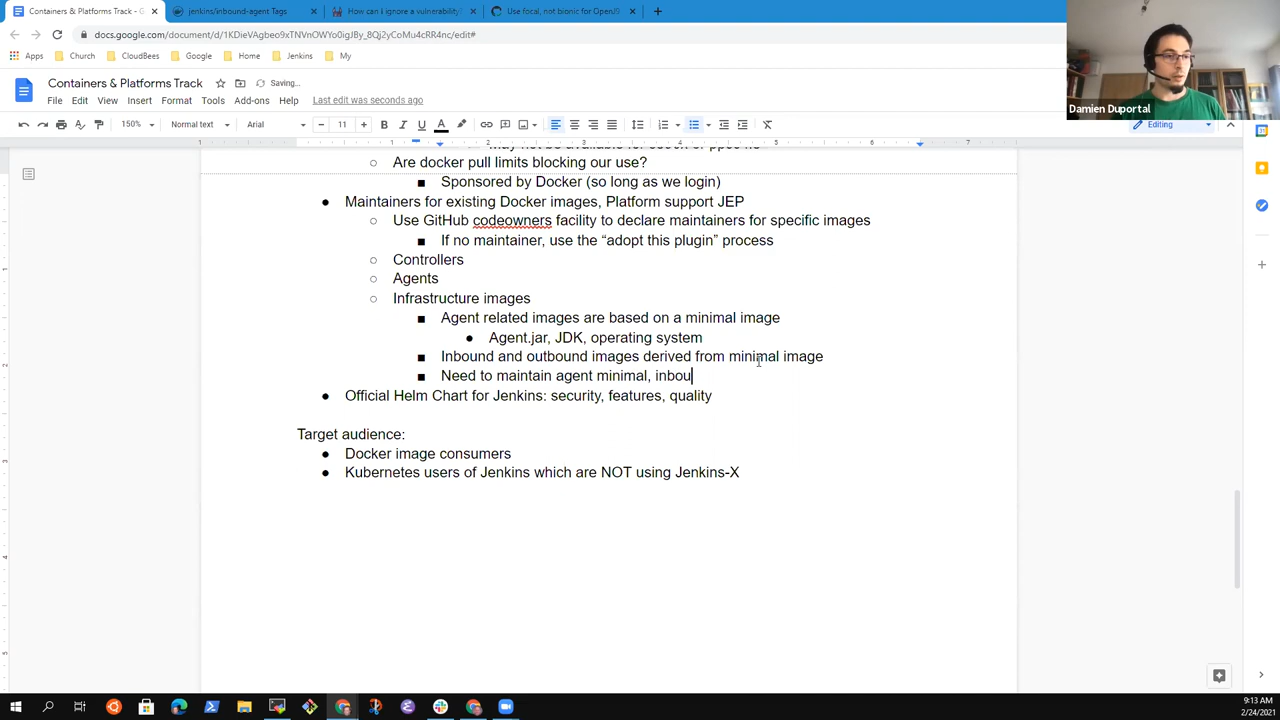 Containers & Platforms Track - G
jenkins/inbound-agent Tags
How can i ignore a vulnerability?
Use focal, not bionic for OpenJD
docs.google.com/document/d/1KDieVAgbeo9xTNVnOWYo0igJ8y_8Qj2yCoMu4cRR4nc/edit#
Apps Church CloudBees Google Home Jenkins My
Containers & Platforms Track Saving...
File Edit View Insert Format Tools Add-ons Help Last edit was seconds ago
150% Normal text Arial 11 Editing
Damien Duportal
Are docker pull limits blocking our use?
Sponsored by Docker (so long as we login)
Maintainers for existing Docker images, Platform support JEP
Use GitHub codeowners facility to declare maintainers for specific images
If no maintainer, use the “adopt this plugin” process
Controllers
Agents
Infrastructure images
Agent related images are based on a minimal image
Agent.jar, JDK, operating system
Inbound and outbound images derived from minimal image
Need to maintain agent minimal, inbou
Official Helm Chart for Jenkins: security, features, quality
Target audience:
Docker image consumers
Kubernetes users of Jenkins which are NOT using Jenkins-X
9:13 AM
2/24/2021